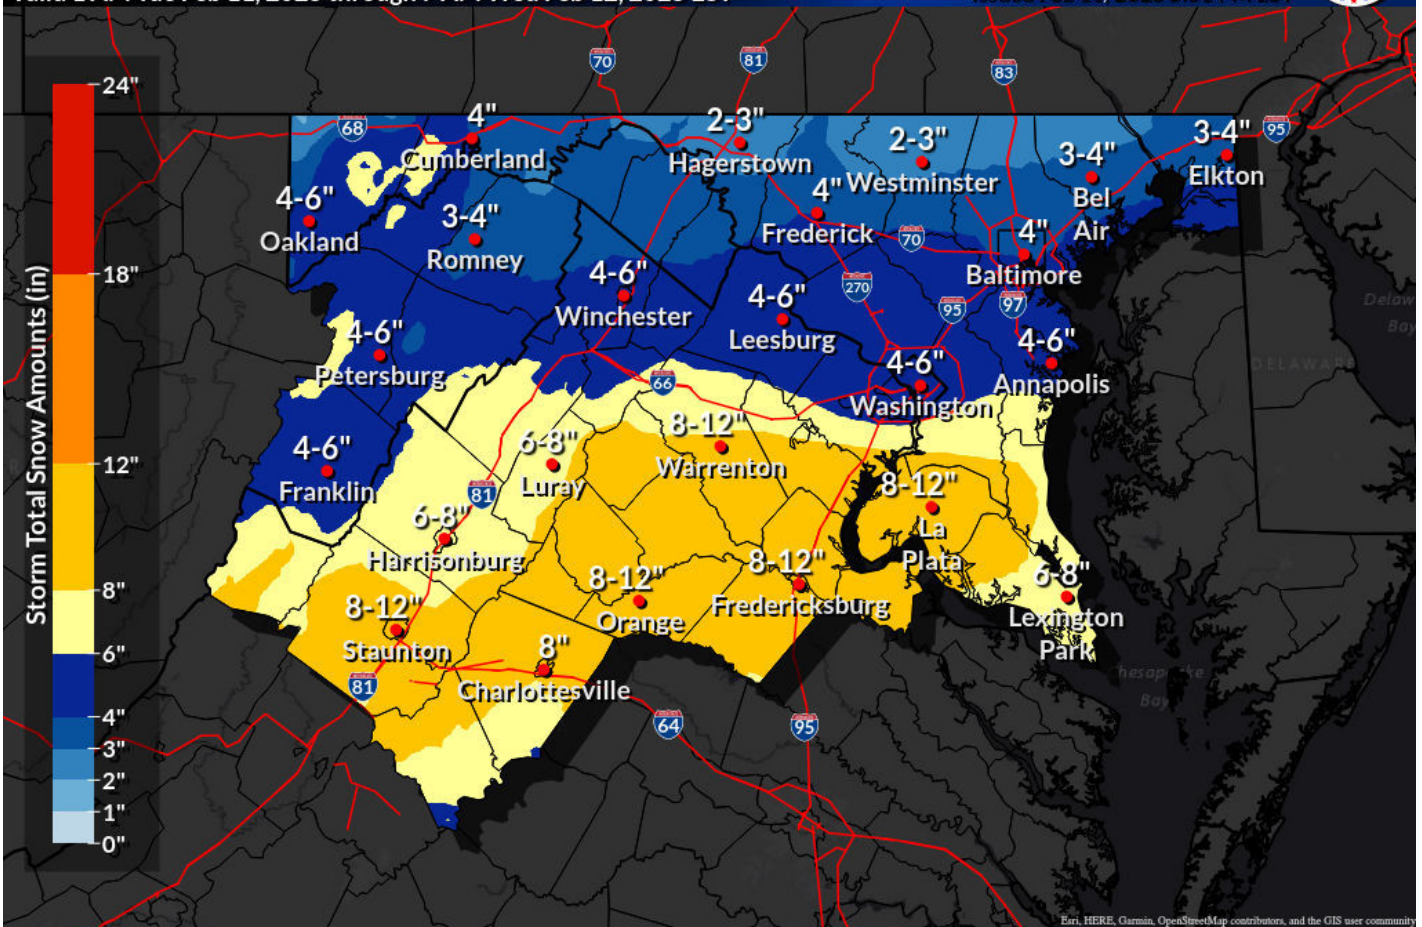 70
81
83
24"
68
4"
Cumberland
2-3"
Hagerstown
2-3"
Westminster
3-4"
Bel
Air
3-4"
Elkton
95
4-6"
Oakland
3-4"
Romney
4"
Frederick
70
4"
Baltimore
18"
4-6"
Winchester
4-6"
Leesburg
270
95
97
4-6"
Petersburg
4-6"
Washington
4-6"
Annapolis
DELAWARE
66
Storm Total Snow Amounts (in)
12"
4-6"
Franklin
6-8"
Luray
8-12"
Warrenton
8-12"
La
Plata
81
6-8"
Harrisonburg
8"
8-12"
Staunton
8-12"
Orange
8-12"
Fredericksburg
6-8"
Lexington
Park
6"
8"
Charlottesville
81
64
95
Bay
4"
3"
2"
1"
0"
Esri, HERE, Garmin, OpenStreetMap contributors, and the GIS user community